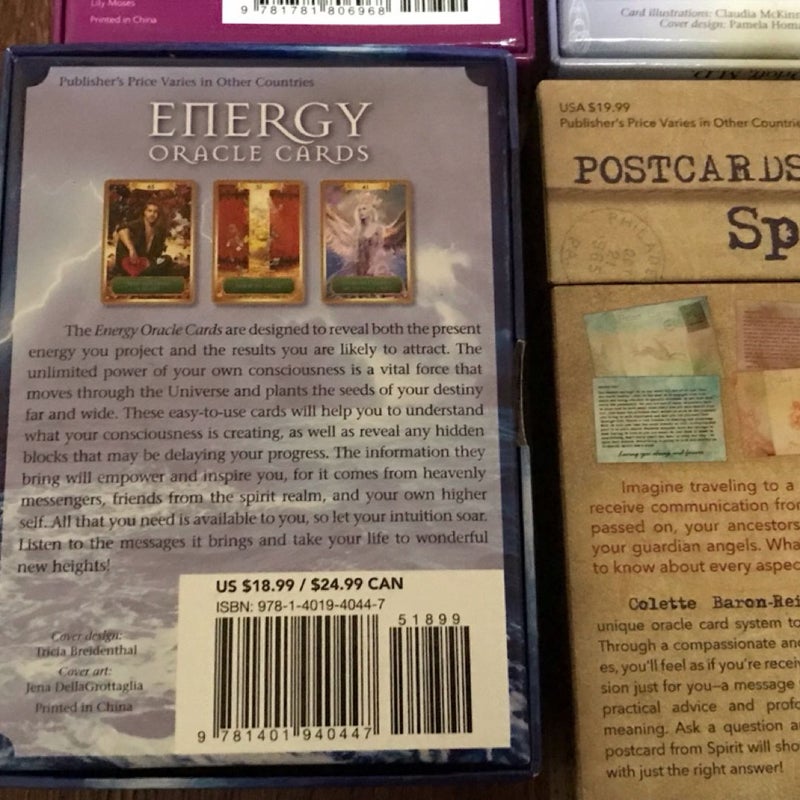 Lily Moses
Printed in China
9 781781 806968
Card illustrations: Claudia
Cover design: Pamela
Publisher's Price Varies in Other Countries
ENERGY
ORACLE CARDS
The Energy Oracle Cards are designed to reveal both the present
energy you project and the results you are likely to attract. The
unlimited power of your own consciousness is a vital force that
moves through the Universe and plants the seeds of your destiny
far and wide. These easy-to-use cards will help you to understand
what your consciousness is creating, as well as reveal any hidden
blocks that may be delaying your progress. The information they
bring will empower and inspire you, for it comes from heavenly
messengers, friends from the spirit realm, and your own higher
self. All that you need is available to you, so let your intuition soar.
Listen to the messages it brings and take your life to wonderful
new heights!
US $18.99 / $24.99 CAN
ISBN: 978-1-4019-4044-7
51899
9 781401 940447
Cover design:
Tricia Breidenthal
Cover art:
Jena DellaGrottaglia
Printed in China
USA $19.99
Publisher's Price Varies in Other Countrie
POSTCARDS
Sp
Imagine traveling to a
receive communication from
passed on, your ancestors
your guardian angels. Wha
to know about every aspec
Colette Baron-Rei
unique oracle card system to
Through a compassionate and
es, you'll feel as if you're recei
sion just for you—a message
practical advice and profo
meaning. Ask a question a
postcard from Spirit will sho
with just the right answer!